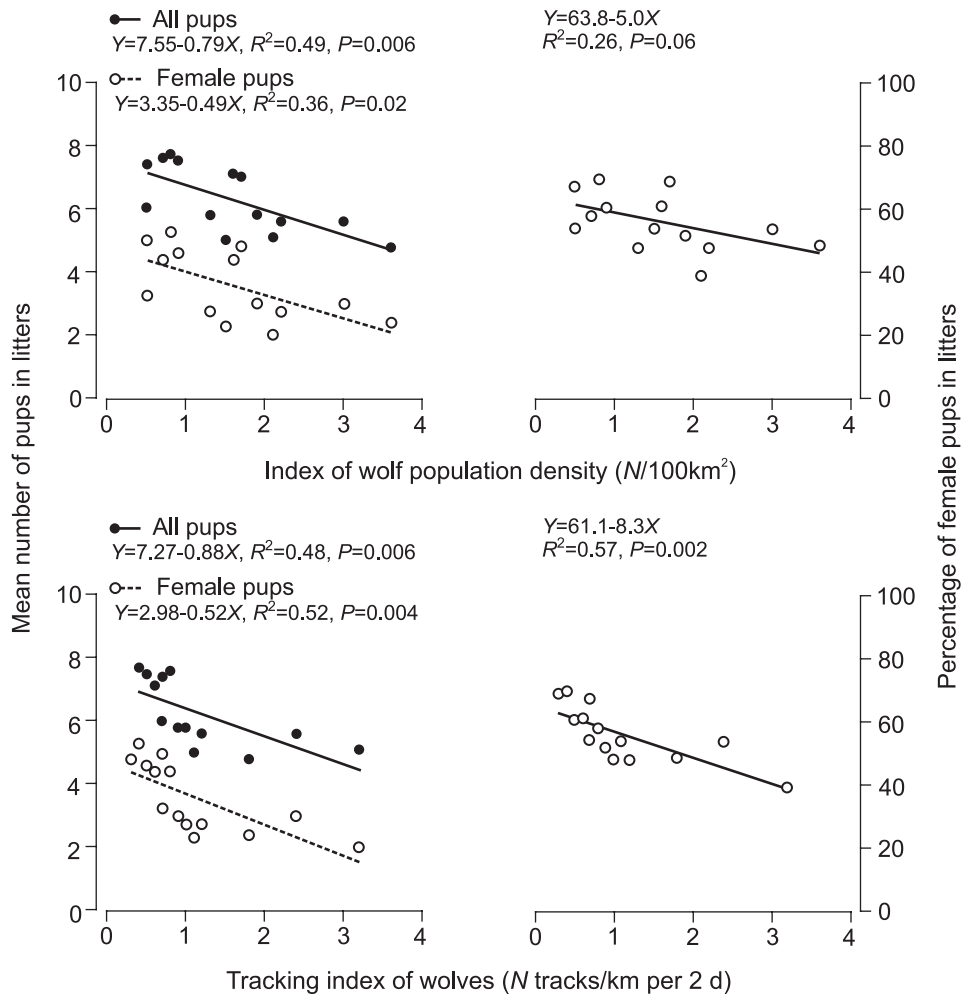 All pups
Y=7.55-0.79X, R²=0.49, P=0.006
Female pups
Y=3.35-0.49X, R²=0.36, P=0.02
Y=63.8-5.0X
R²=0.26, P=0.06
10
8
6
4
2
0
0 1 2 3 4
100
80
60
40
20
0
0 1 2 3 4
Index of wolf population density (N/100km²)
All pups
Y=7.27-0.88X, R²=0.48, P=0.006
Female pups
Y=2.98-0.52X, R²=0.52, P=0.004
Y=61.1-8.3X
R²=0.57, P=0.002
10
8
6
4
2
0
0 1 2 3 4
100
80
60
40
20
0
0 1 2 3 4
Tracking index of wolves (N tracks/km per 2 d)
Mean number of pups in litters
Percentage of female pups in litters